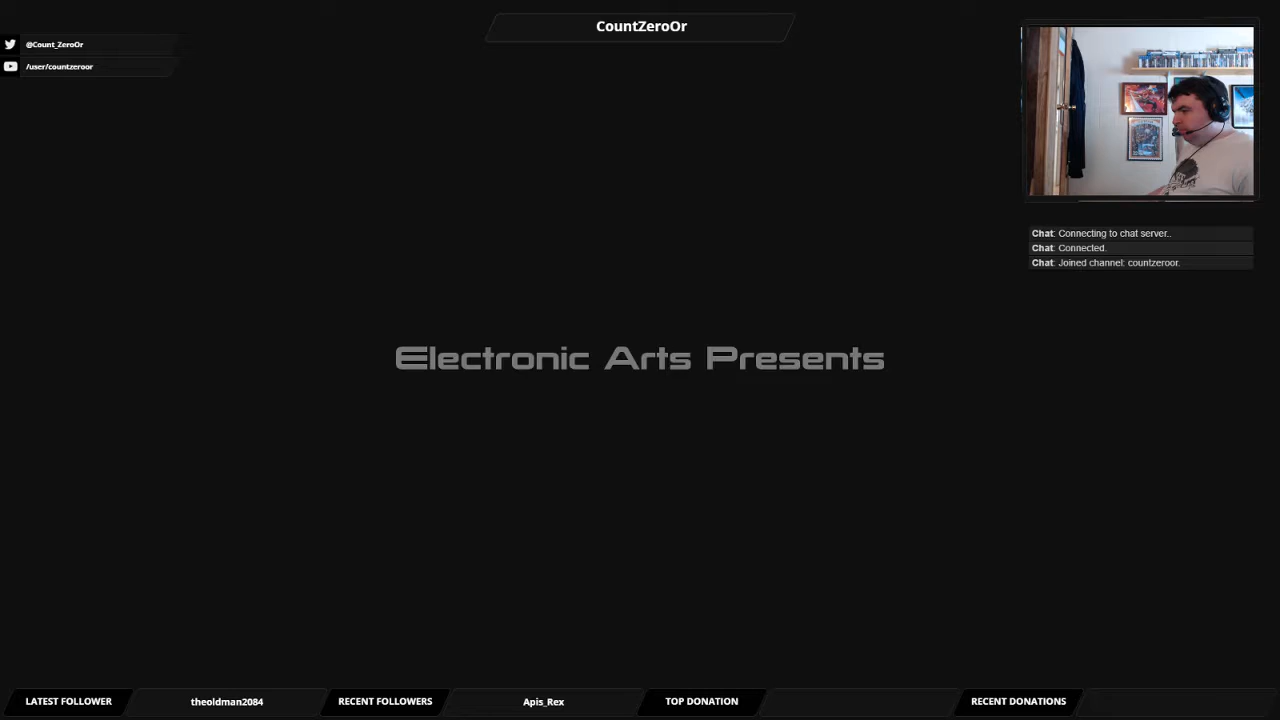 CountZeroOr
@Count_ZeroOr
/user/countzeroor
Chat: Connecting to chat server..
Chat: Connected.
Chat: Joined channel: countzeroor.
Electronic Arts Presents
LATEST FOLLOWER theoldman2084 RECENT FOLLOWERS Apis_Rex TOP DONATION RECENT DONATIONS